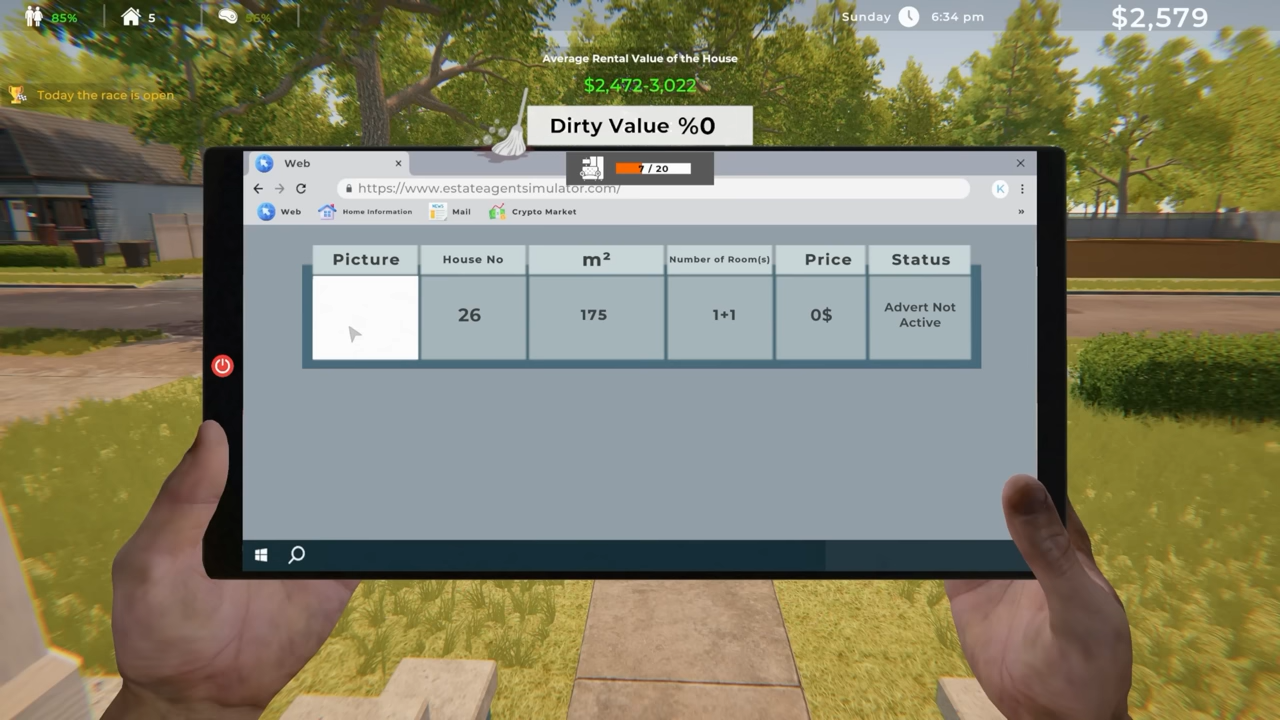 85%
5
56%
Sunday
6:34 pm
$2,579
Average Rental Value of the House
$2,472-3,022
Today the race is open
Dirty Value %0
Web
7 / 20
https://www.estateagentsimulator.com/
K
Web
Home Information
NEWS
Mail
Crypto Market
»
Picture
House No
m²
Number of Room(s)
Price
Status
26
175
1+1
0$
Advert Not
Active